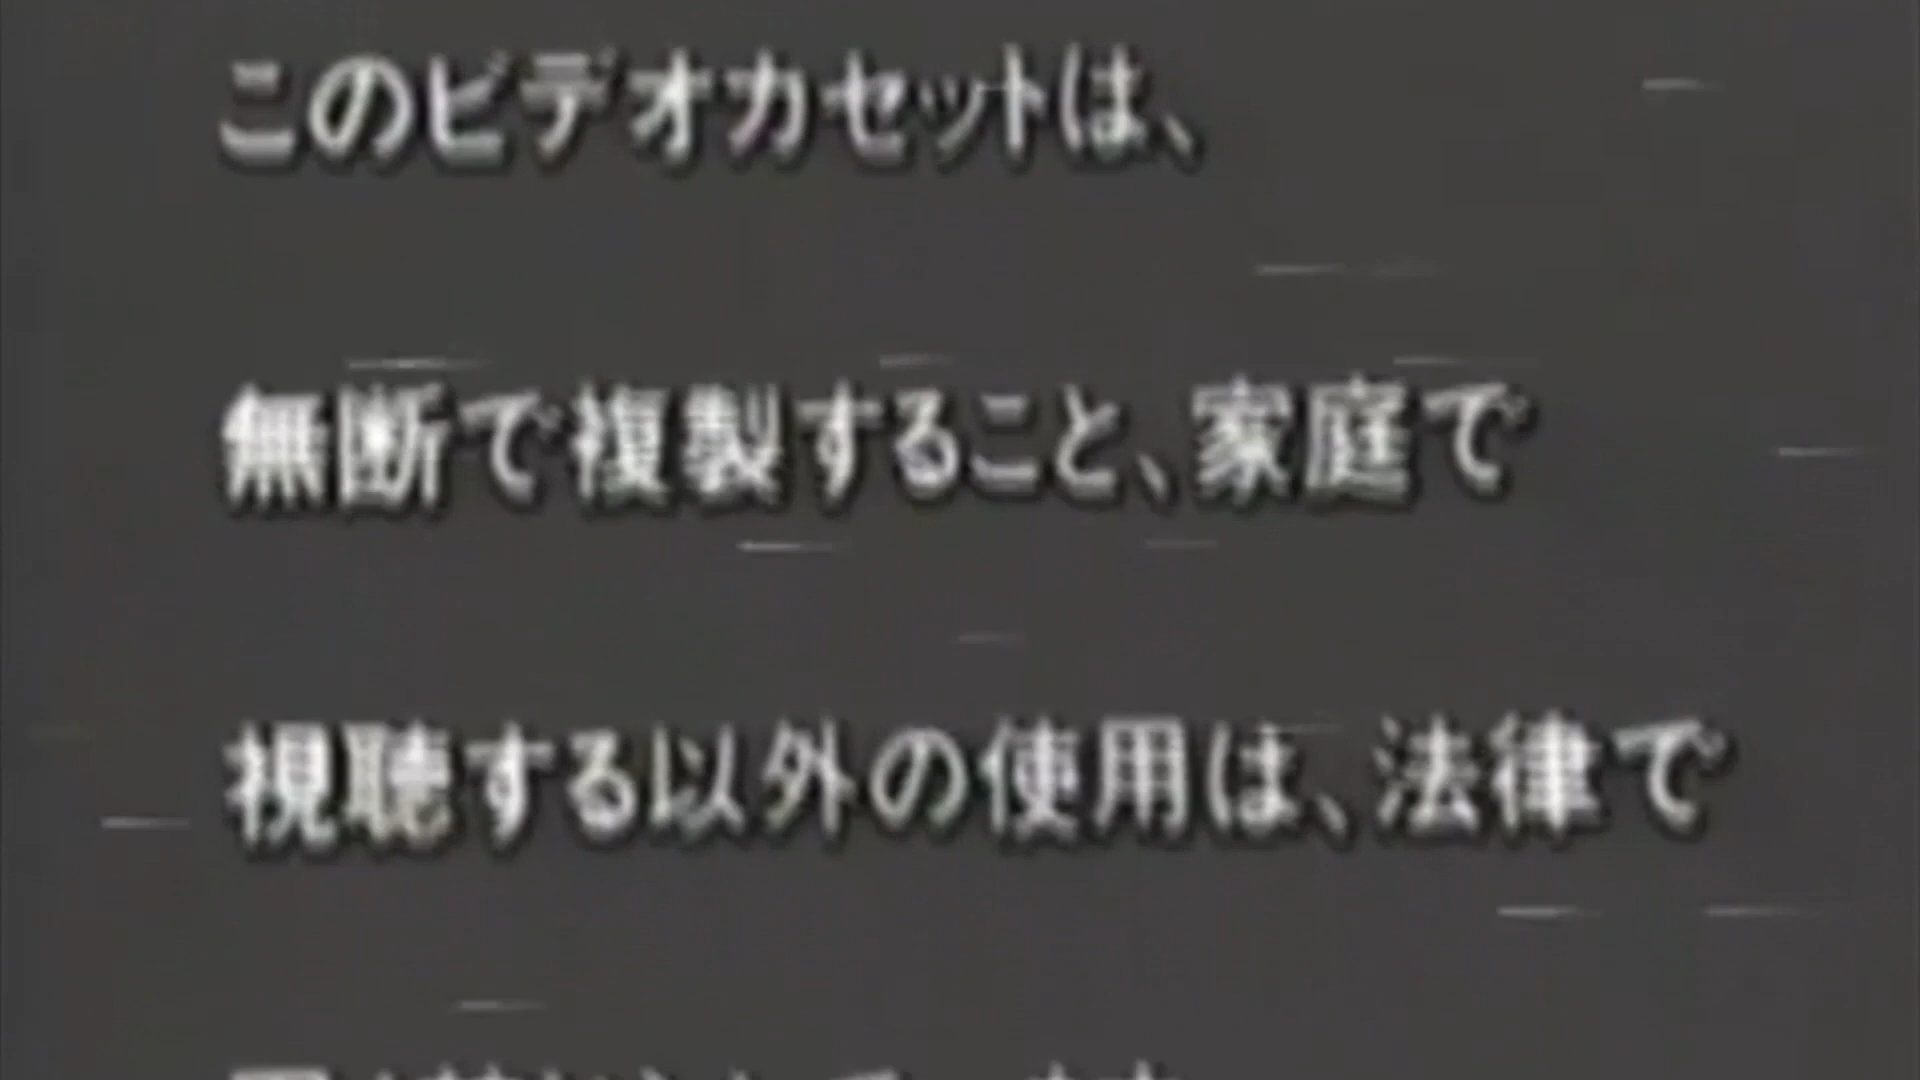 このビデオカセットは、
無断で複製すること、家庭で
視聴する以外の使用は、法律で